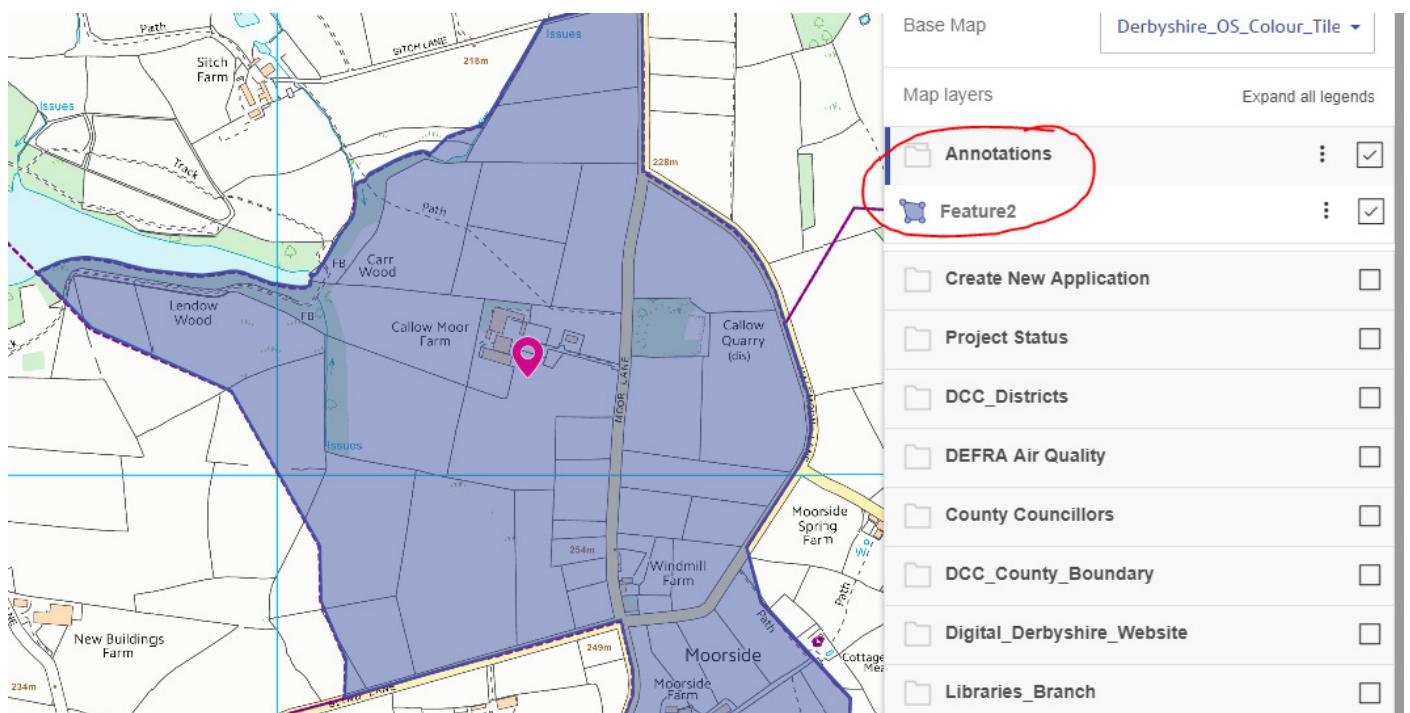 Path
SITCH LANE
Issues
Sitch
Farm
218m
Issues
Track
228m
Path
FB
Carr
Wood
Lendow
Wood
FB
Callow Moor
Farm
Callow
Quarry
(dis)
MOOR LANE
Issues
Moorside
Spring
Farm
254m
Windmill
Farm
Path
Path
New Buildings
Farm
249m
Moorside
Cottage
Moorside
Farm
234m
LANE
Base Map
Derbyshire_OS_Colour_Tile
Map layers
Expand all legends
Annotations
Feature2
Create New Application
Project Status
DCC_Districts
DEFRA Air Quality
County Councillors
DCC_County_Boundary
Digital_Derbyshire_Website
Libraries_Branch